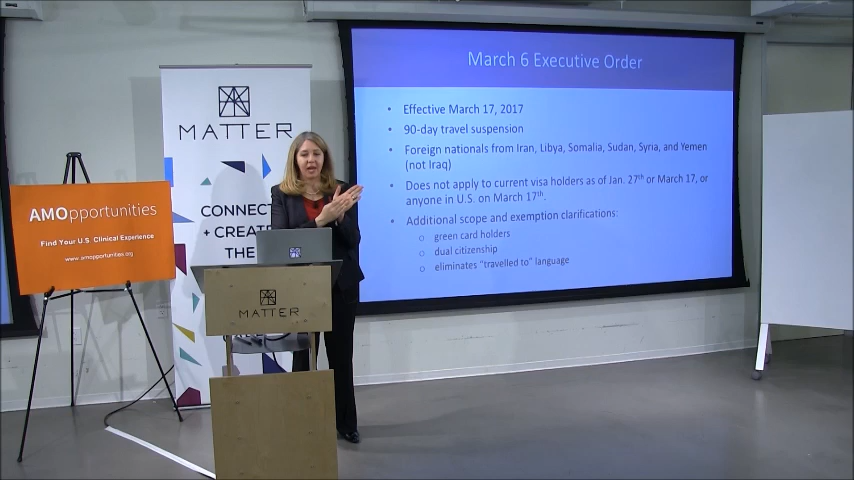 March 6 Executive Order
• Effective March 17, 2017
• 90-day travel suspension
• Foreign nationals from Iran, Libya, Somalia, Sudan, Syria, and Yemen
(not Iraq)
• Does not apply to current visa holders as of Jan. 27th or March 17, or
anyone in U.S. on March 17th.
• Additional scope and exemption clarifications:
o green card holders
o dual citizenship
o eliminates “travelled to” language
MATTER
CONNECT
+ CREATE
THE
AMOpportunities
Find Your U.S. Clinical Experience
www.amopportunities.org
MATTER